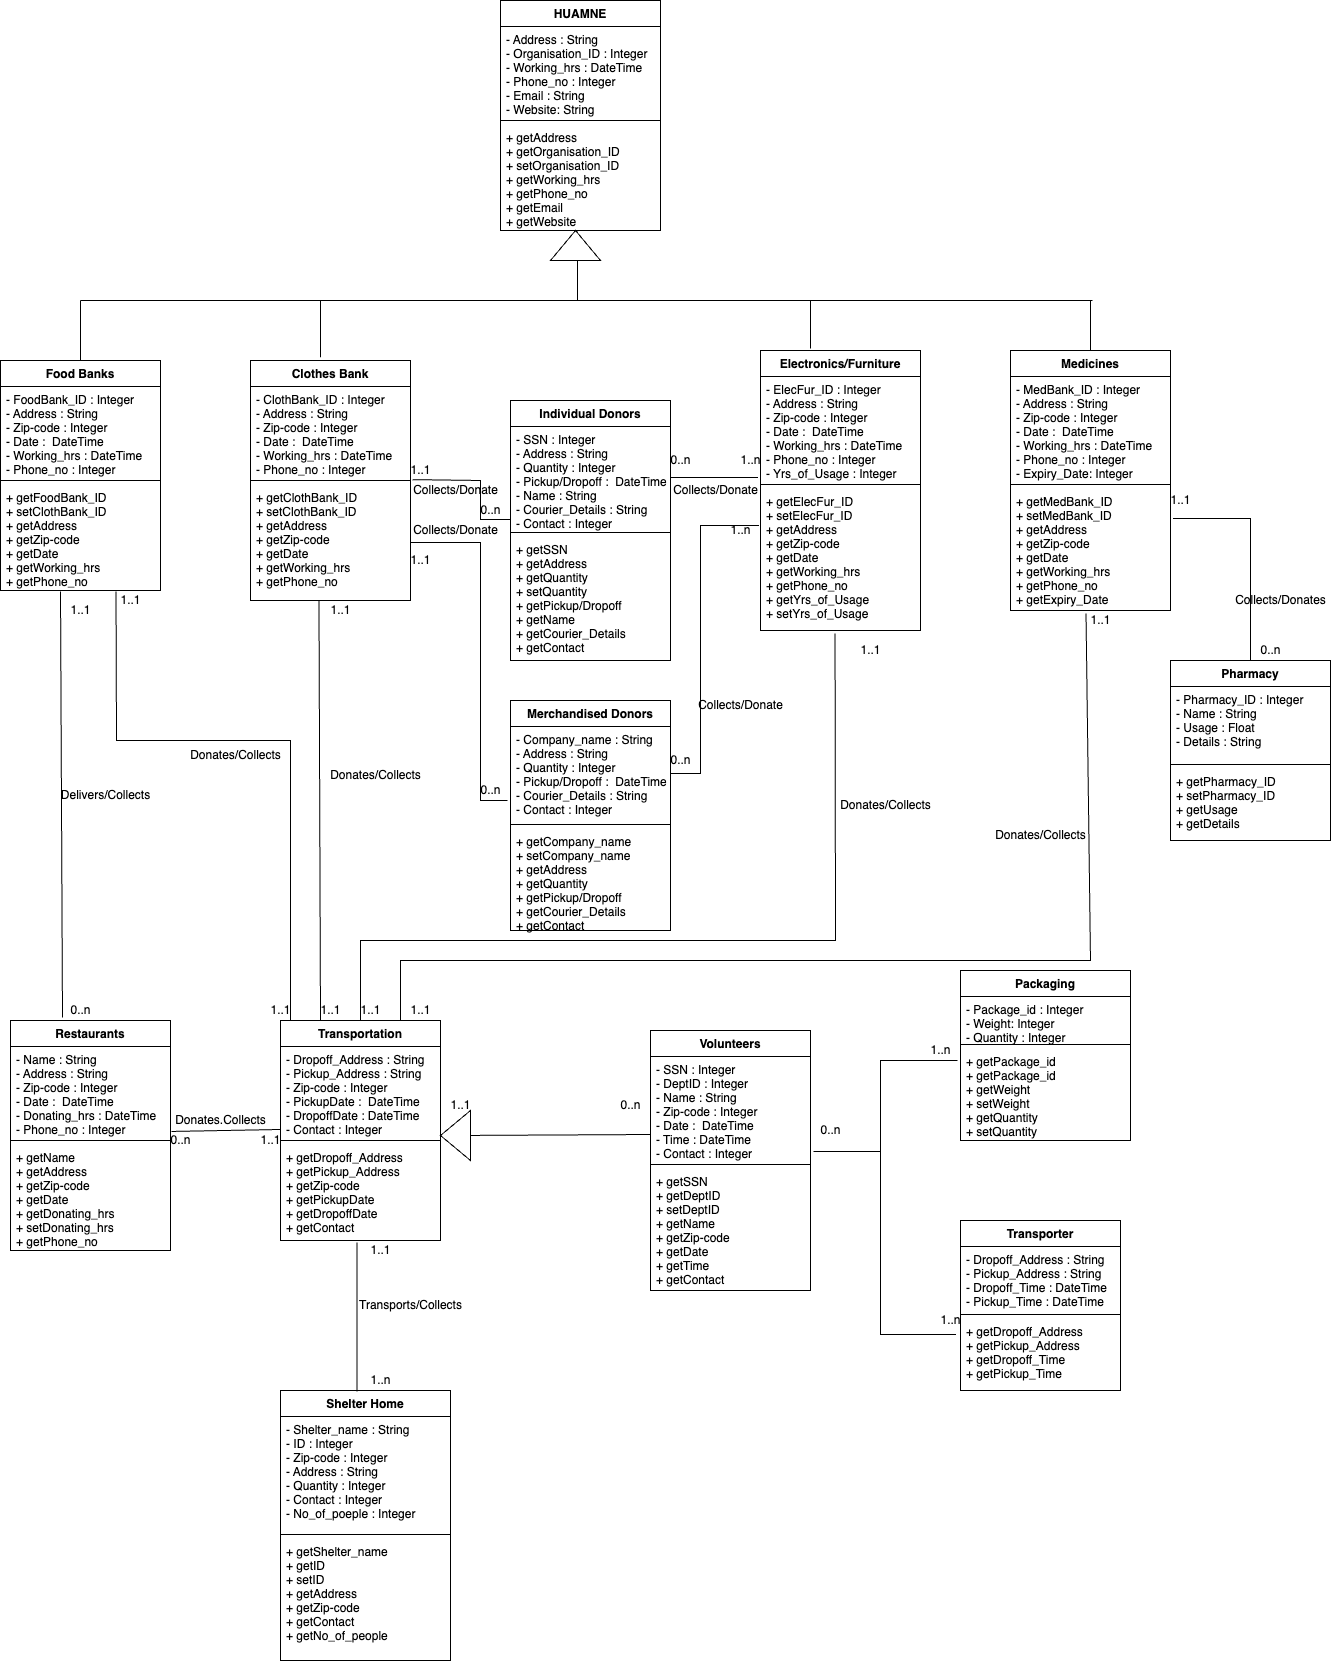 HUAMNE
- Address : String
- Organisation_ID : Integer
- Working_hrs : DateTime
- Phone_no : Integer
- Email : String
- Website: String
+ getAddress
+ getOrganisation_ID
+ setOrganisation_ID
+ getWorking_hrs
+ getPhone_no
+ getEmail
+ getWebsite
Food Banks
- FoodBank_ID : Integer
- Address : String
- Zip-code : Integer
- Date : DateTime
- Working_hrs : DateTime
- Phone_no : Integer
+ getFoodBank_ID
+ setClothBank_ID
+ getAddress
+ getZip-code
+ getDate
+ getWorking_hrs
+ getPhone_no
Clothes Bank
- ClothBank_ID : Integer
- Address : String
- Zip-code : Integer
- Date : DateTime
- Working_hrs : DateTime
- Phone_no : Integer
+ getClothBank_ID
+ setClothBank_ID
+ getAddress
+ getZip-code
+ getDate
+ getWorking_hrs
+ getPhone_no
1..1
Collects/Donate
0..n
Collects/Donate
1..1
0..n
Individual Donors
- SSN : Integer
- Address : String
- Quantity : Integer
- Pickup/Dropoff : DateTime
- Name : String
- Courier_Details : String
- Contact : Integer
+ getSSN
+ getAddress
+ getQuantity
+ setQuantity
+ getPickup/Dropoff
+ getName
+ getCourier_Details
+ getContact
0..n
1..n
Collects/Donate
1..n
Collects/Donate
0..n
Merchandised Donors
- Company_name : String
- Address : String
- Quantity : Integer
- Pickup/Dropoff : DateTime
- Courier_Details : String
- Contact : Integer
+ getCompany_name
+ setCompany_name
+ getAddress
+ getQuantity
+ getPickup/Dropoff
+ getCourier_Details
+ getContact
Electronics/Furniture
- ElecFur_ID : Integer
- Address : String
- Zip-code : Integer
- Date : DateTime
- Working_hrs : DateTime
- Phone_no : Integer
- Yrs_of_Usage : Integer
+ getElecFur_ID
+ setElecFur_ID
+ getAddress
+ getZip-code
+ getDate
+ getWorking_hrs
+ getPhone_no
+ getYrs_of_Usage
+ setYrs_of_Usage
Medicines
- MedBank_ID : Integer
- Address : String
- Zip-code : Integer
- Date : DateTime
- Working_hrs : DateTime
- Phone_no : Integer
- Expiry_Date: Integer
+ getMedBank_ID
+ setMedBank_ID
+ getAddress
+ getZip-code
+ getDate
+ getWorking_hrs
+ getPhone_no
+ getExpiry_Date
1..1
Collects/Donates
0..n
Pharmacy
- Pharmacy_ID : Integer
- Name : String
- Usage : Float
- Details : String
+ getPharmacy_ID
+ setPharmacy_ID
+ getUsage
+ getDetails
1..1
1..1
1..1
1..1
1..1
Donates/Collects
Donates/Collects
Delivers/Collects
Donates/Collects
Donates/Collects
0..n
1..1
1..1
1..1
1..1
Restaurants
- Name : String
- Address : String
- Zip-code : Integer
- Date : DateTime
- Donating_hrs : DateTime
- Phone_no : Integer
+ getName
+ getAddress
+ getZip-code
+ getDate
+ getDonating_hrs
+ setDonating_hrs
+ getPhone_no
Donates.Collects
0..n
1..1
Transportation
- Dropoff_Address : String
- Pickup_Address : String
- Zip-code : Integer
- PickupDate : DateTime
- DropoffDate : DateTime
- Contact : Integer
+ getDropoff_Address
+ getPickup_Address
+ getZip-code
+ getPickupDate
+ getDropoffDate
+ getContact
1..1
0..n
Volunteers
- SSN : Integer
- DeptID : Integer
- Name : String
- Zip-code : Integer
- Date : DateTime
- Time : DateTime
- Contact : Integer
+ getSSN
+ getDeptID
+ setDeptID
+ getName
+ getZip-code
+ getDate
+ getTime
+ getContact
0..n
1..n
1..n
Packaging
- Package_id : Integer
- Weight: Integer
- Quantity : Integer
+ getPackage_id
+ getPackage_id
+ getWeight
+ setWeight
+ getQuantity
+ setQuantity
Transporter
- Dropoff_Address : String
- Pickup_Address : String
- Dropoff_Time : DateTime
- Pickup_Time : DateTime
+ getDropoff_Address
+ getPickup_Address
+ getDropoff_Time
+ getPickup_Time
1..1
Transports/Collects
1..n
Shelter Home
- Shelter_name : String
- ID : Integer
- Zip-code : Integer
- Address : String
- Quantity : Integer
- Contact : Integer
- No_of_poeple : Integer
+ getShelter_name
+ getID
+ setID
+ getAddress
+ getZip-code
+ getContact
+ getNo_of_people